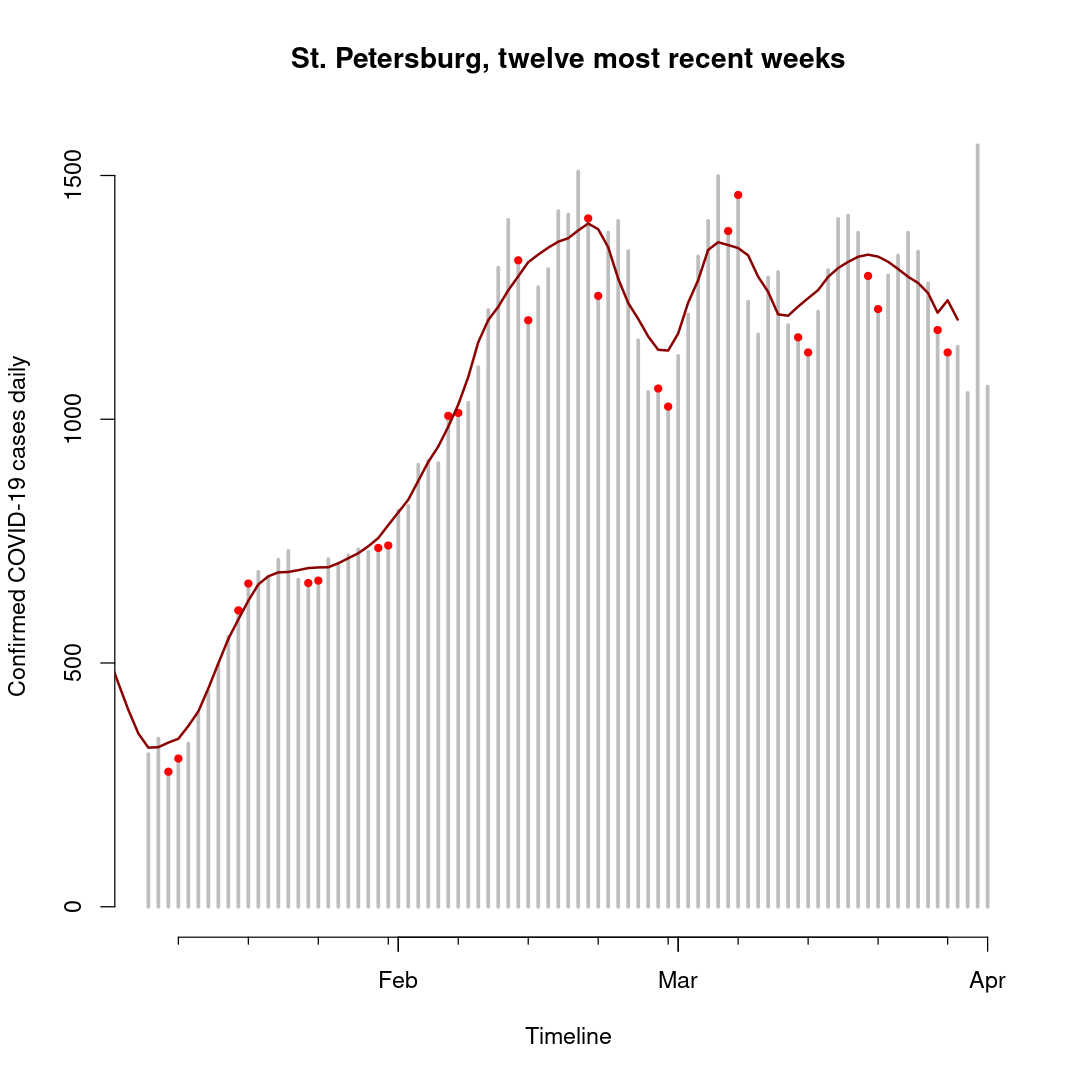 St. Petersburg, twelve most recent weeks
Confirmed COVID-19 cases daily
1500
1000
500
0
Feb
Mar
Apr
Timeline